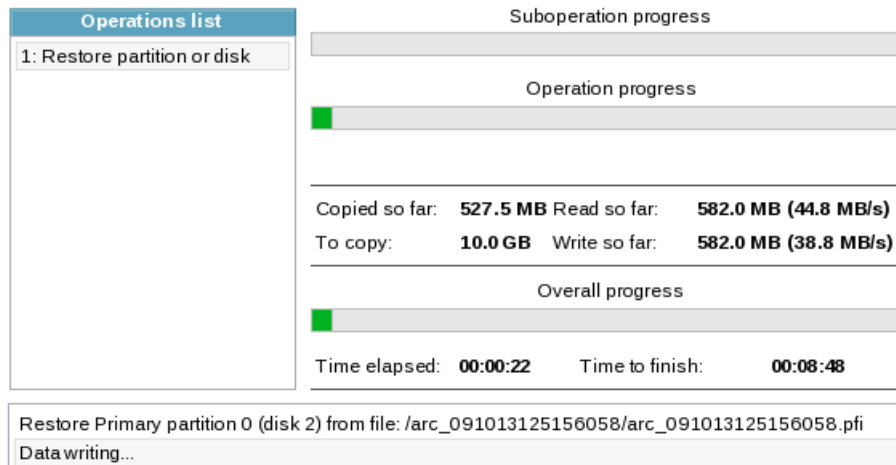 Operations list
1: Restore partition or disk
Suboperation progress
Operation progress
Copied so far: 527.5 MB Read so far: 582.0 MB (44.8 MB/s)
To copy: 10.0 GB Write so far: 582.0 MB (38.8 MB/s)
Overall progress
Time elapsed: 00:00:22 Time to finish: 00:08:48
Restore Primary partition 0 (disk 2) from file: /arc_091013125156058/arc_091013125156058.pfi
Data writing...